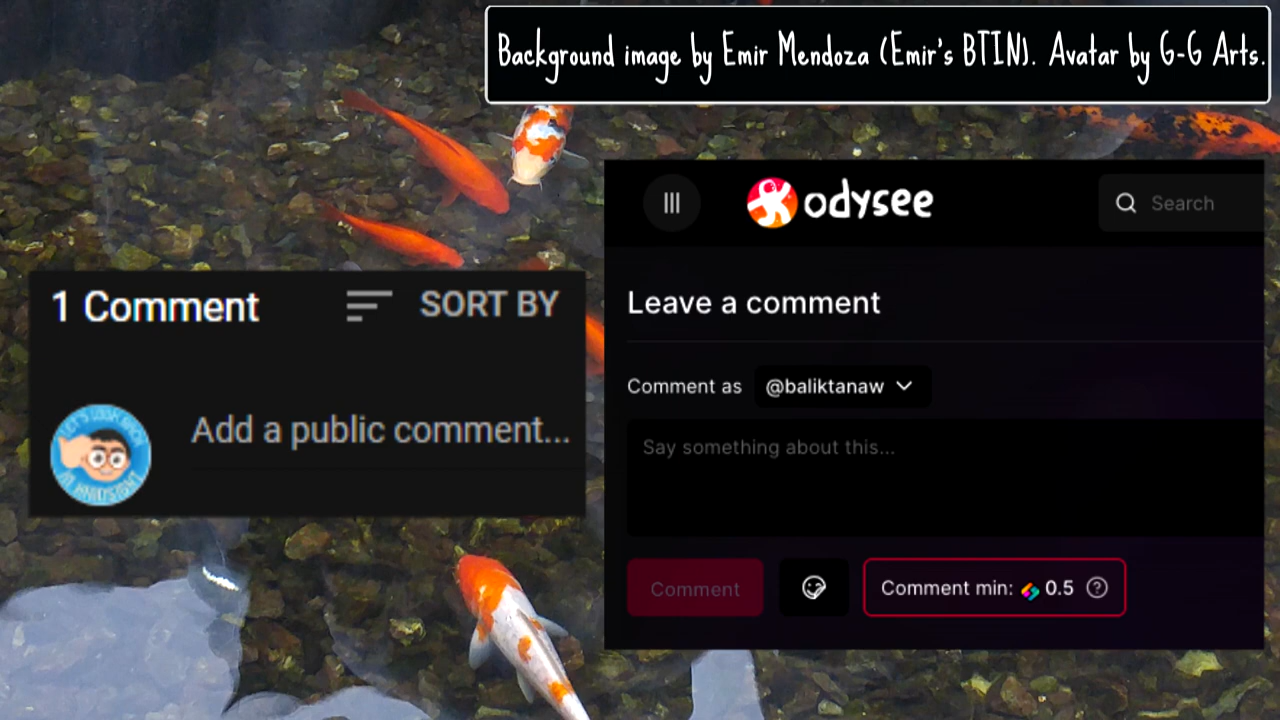 Background image by Emir Mendoza (Emir's BTIN). Avatar by G-G Arts.
odysee
Search
1 Comment
SORT BY
Add a public comment...
Leave a comment
Comment as
@baliktanaw
Say something about this...
Comment
Comment min: 0.5